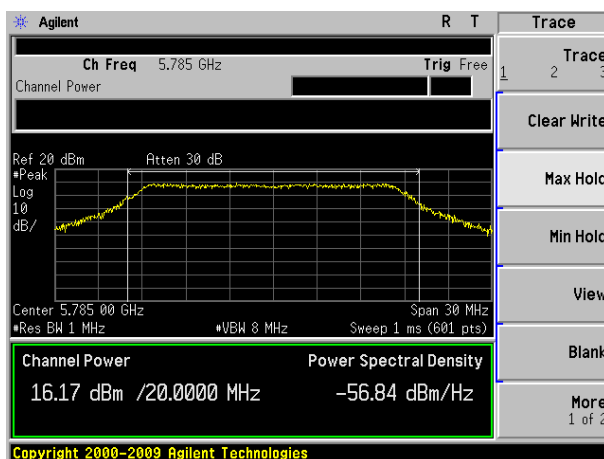 Agilent R T Trace
Ch Freq 5.785 GHz Trig Free
Channel Power
Trace
1 2 3
Clear Write
Max Hold
Min Hold
View
Blank
More
1 of 2
Ref 20 dBm Atten 30 dB
#Peak
Log
10
dB/
Center 5.785 00 GHz Span 30 MHz
#Res BW 1 MHz #VBW 8 MHz Sweep 1 ms (601 pts)
Channel Power Power Spectral Density
16.17 dBm /20.0000 MHz -56.84 dBm/Hz
Copyright 2000-2009 Agilent Technologies